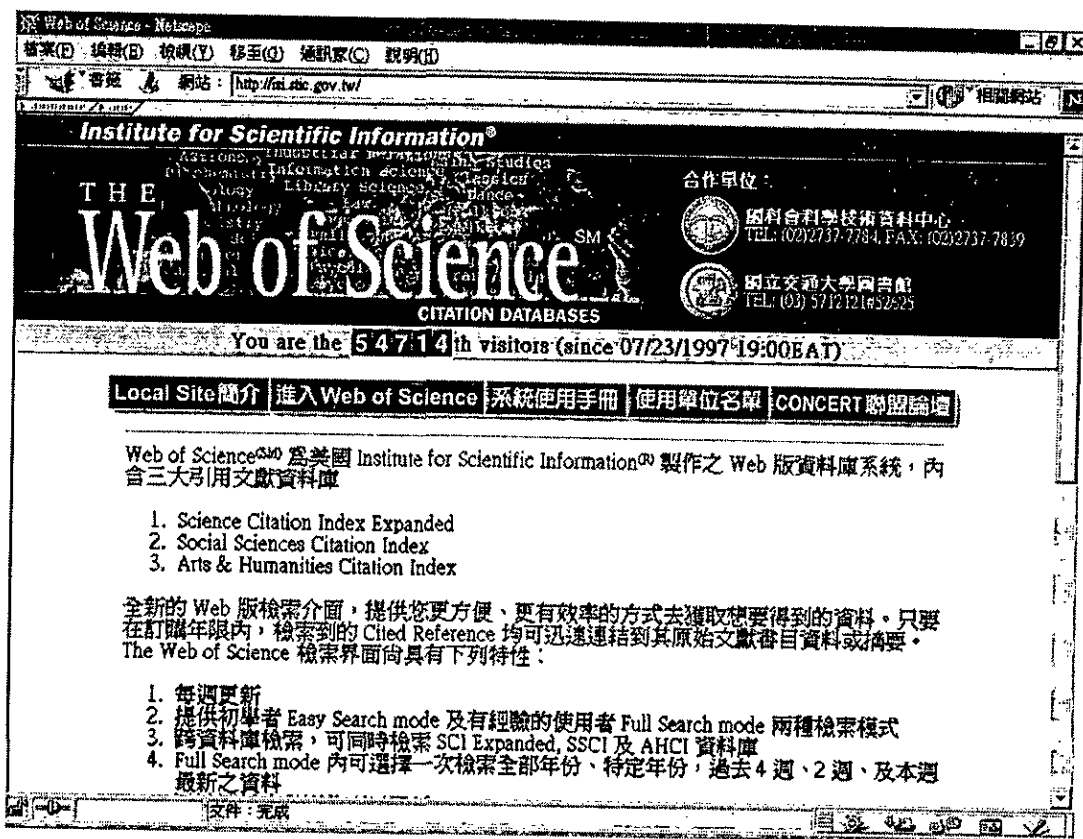 Web of Science - Netscape
檔案(F) 編輯(E) 檢視(V) 移至(G) 通訊家(C) 說明(H)
書籤 網站： http://isi.stic.gov.tw/ 相關網站
Institute for Scientific Information®
THE
Web of Science SM
CITATION DATABASES
合作單位：
國科會科學技術資料中心
TEL: (02)2737-7784, FAX: (02)2737-7839
國立交通大學圖書館
TEL: (03) 5712121#52625
You are the 54714 th visitors (since 07/23/1997 19:00EAT)
Local Site簡介 進入Web of Science 系統使用手冊 使用單位名單 CONCERT聯盟論壇
Web of Science(SM) 為美國 Institute for Scientific Information(R) 製作之 Web 版資料庫系統，內
含三大引用文獻資料庫
1. Science Citation Index Expanded
2. Social Sciences Citation Index
3. Arts & Humanities Citation Index
全新的 Web 版檢索介面，提供您更方便、更有效率的方式去獲取想要得到的資料。只要
在訂購年限內，檢索到的 Cited Reference 均可迅速連結到其原始文獻書目資料或摘要。
The Web of Science 檢索界面尚具有下列特性：
1. 每週更新
2. 提供初學者 Easy Search mode 及有經驗的使用者 Full Search mode 兩種檢索模式
3. 跨資料庫檢索，可同時檢索 SCI Expanded, SSCI 及 AHCI 資料庫
4. Full Search mode 內可選擇一次檢索全部年份、特定年份，過去 4 週、2 週、及本週
最新之資料
文件：完成